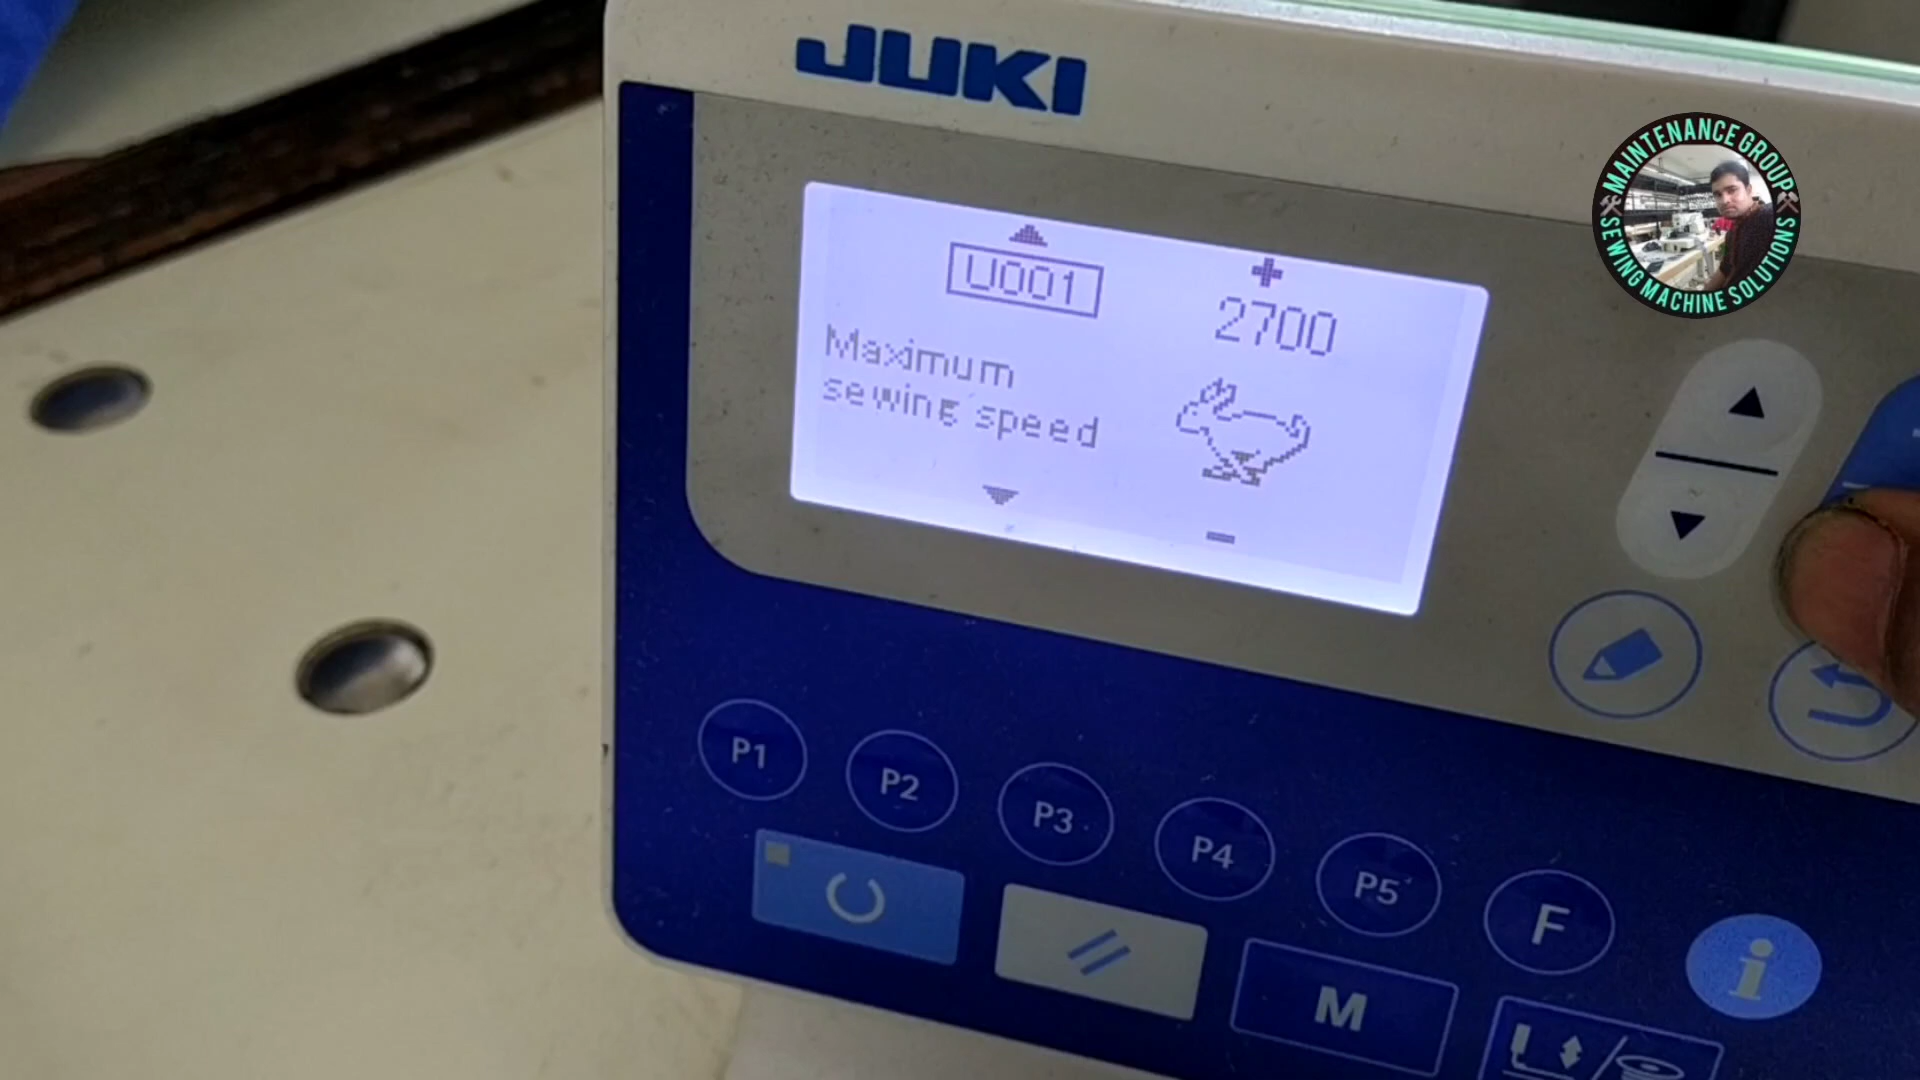 JUKI
MAINTENANCE GROUP
SEWING MACHINE SOLUTIONS
U001
2700
Maximum
sewing speed
P1 P2 P3 P4 P5 F
M
i